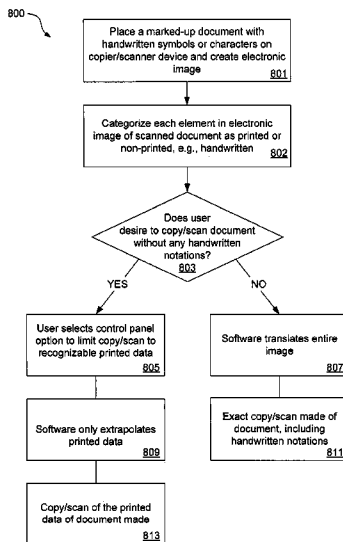 800
Place a marked-up document with
handwritten symbols or characters on
copier/scanner device and create electronic
image
801
Categorize each element in electronic
image of scanned document as printed or
non-printed, e.g., handwritten
802
Does user
desire to copy/scan document
without any handwritten
notations?
803
YES
NO
User selects control panel
option to limit copy/scan to
recognizable printed data
805
Software translates entire
image
807
Software only extrapolates
printed data
809
Exact copy/scan made of
document, including
handwritten notations
811
Copy/scan of the printed
data of document made
813